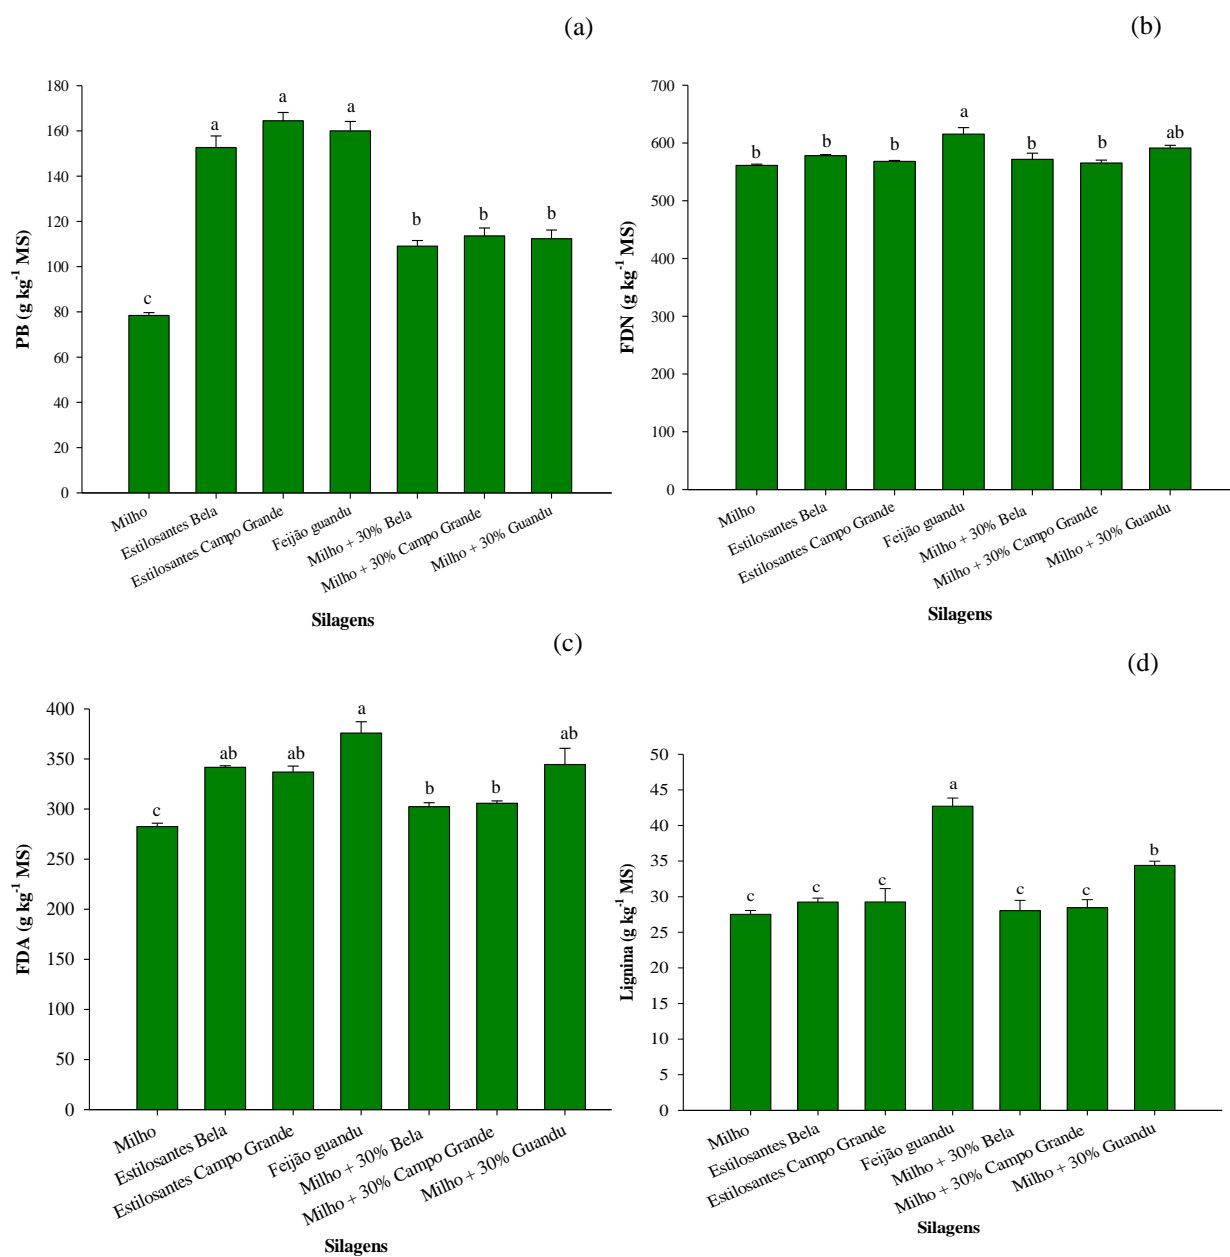 (a)
PB (g kg⁻¹ MS)
180
160
140
120
100
80
60
40
20
0
c
a
a
a
b
b
b
Milho
Estilosantes Bela
Estilosantes Campo Grande
Feijão guandu
Milho + 30% Bela
Milho + 30% Campo Grande
Milho + 30% Guandu
Silagens
(b)
FDN (g kg⁻¹ MS)
700
600
500
400
300
200
100
0
b
b
b
a
b
b
ab
Milho
Estilosantes Bela
Estilosantes Campo Grande
Feijão guandu
Milho + 30% Bela
Milho + 30% Campo Grande
Milho + 30% Guandu
Silagens
(c)
FDA (g kg⁻¹ MS)
400
350
300
250
200
150
100
50
0
c
ab
ab
a
b
b
ab
Milho
Estilosantes Bela
Estilosantes Campo Grande
Feijão guandu
Milho + 30% Bela
Milho + 30% Campo Grande
Milho + 30% Guandu
Silagens
(d)
Lignina (g kg⁻¹ MS)
50
45
40
35
30
25
20
15
10
5
0
c
c
c
a
c
c
b
Milho
Estilosantes Bela
Estilosantes Campo Grande
Feijão guandu
Milho + 30% Bela
Milho + 30% Campo Grande
Milho + 30% Guandu
Silagens